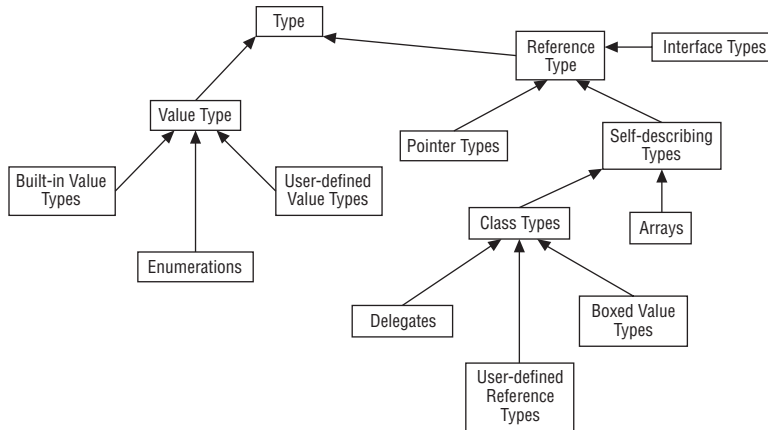 Type
Reference
Type
Interface Types
Value Type
Pointer Types
Self-describing
Types
Built-in Value
Types
User-defined
Value Types
Class Types
Arrays
Enumerations
Delegates
Boxed Value
Types
User-defined
Reference
Types